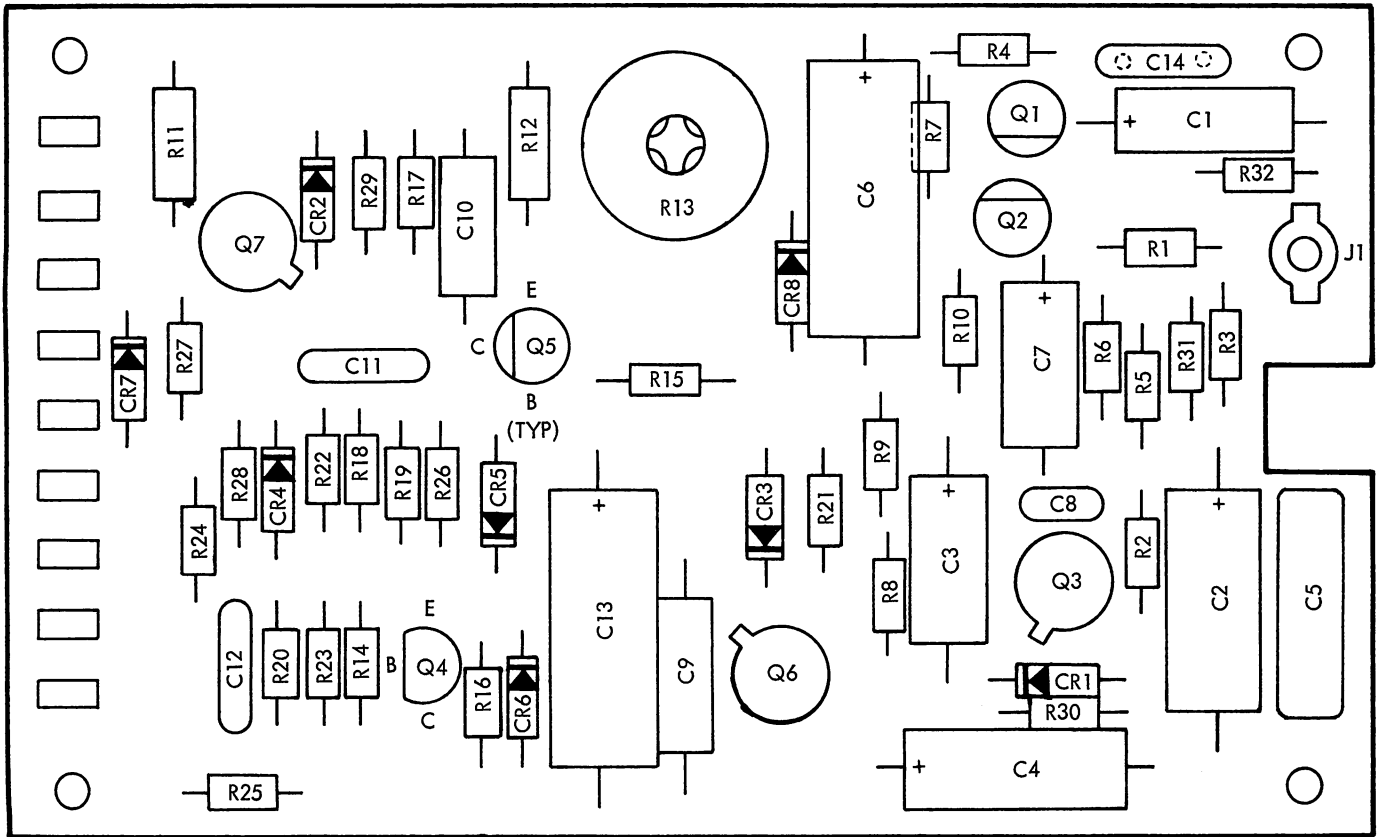 R4
C14
R11
R12
Q1
+ C1
CR2
R29
R17
C10
R13
+ C6
R7
R32
Q7
Q2
R1
J1
E
C Q5
B
(TYP)
CR8
R10
+ C7
R6
R5
R31
R3
CR7
R27
C11
R15
R28
CR4
R22
R18
R19
R26
CR5
R9
R24
CR3
R21
+ C13
+ C3
C8
R2
+ C2
C5
R8
Q3
C12
R20
R23
R14
E
B Q4
C
R16
CR6
C9
Q6
CR1
R30
R25
+ C4